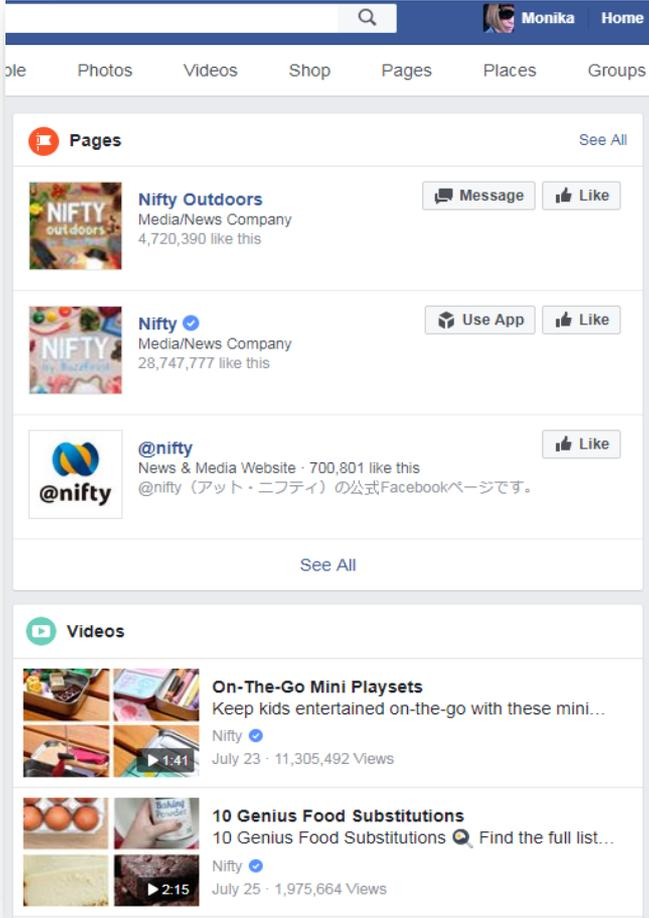 Monika Home
ple Photos Videos Shop Pages Places Groups
Pages See All
NIFTY
outdoors
by BuzzFeed
Nifty Outdoors
Media/News Company
4,720,390 like this
Message Like
NIFTY
by BuzzFeed
Nifty
Media/News Company
28,747,777 like this
Use App Like
@nifty
@nifty
News & Media Website · 700,801 like this
@nifty（アット・ニフティ）の公式Facebookページです。
Like
See All
Videos
1:41
On-The-Go Mini Playsets
Keep kids entertained on-the-go with these mini…
Nifty
July 23 · 11,305,492 Views
Baking
Powder
2:15
10 Genius Food Substitutions
10 Genius Food Substitutions 🍳 Find the full list…
Nifty
July 25 · 1,975,664 Views